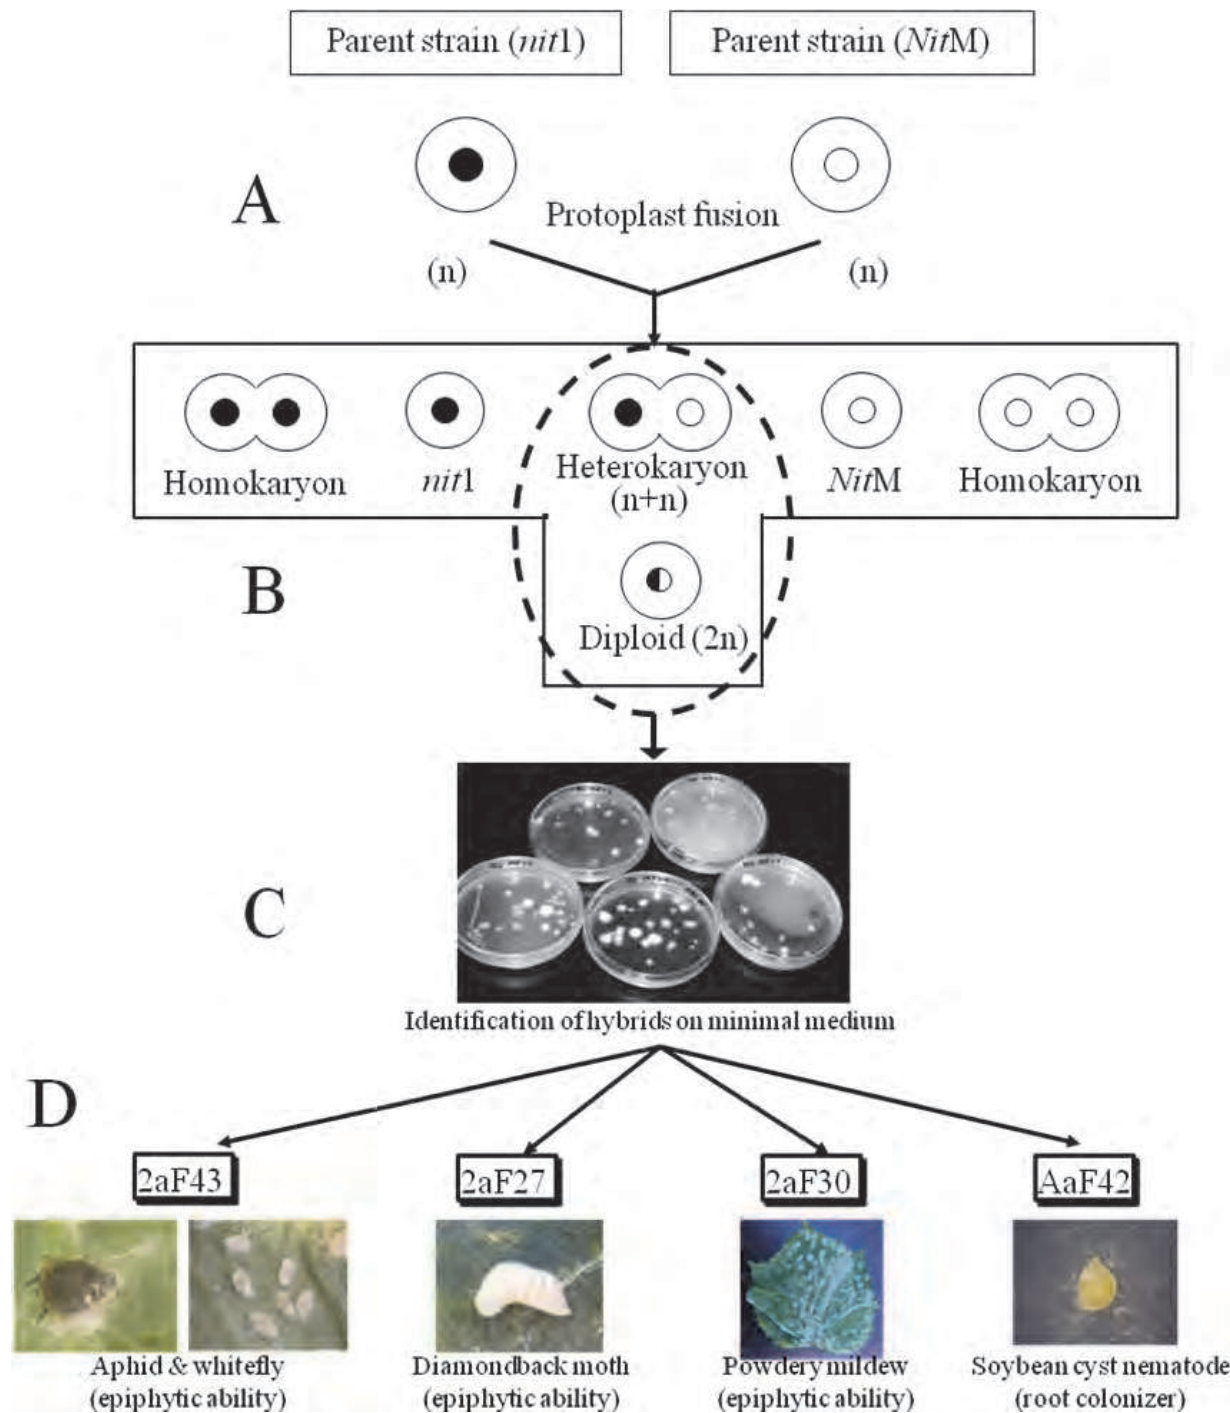 Parent strain (nit1)
Parent strain (NitM)
A
Protoplast fusion
(n)
(n)
Homokaryon
nit1
Heterokaryon
(n+n)
NitM
Homokaryon
B
Diploid (2n)
C
Identification of hybrids on minimal medium
D
2aF43
2aF27
2aF30
AaF42
Aphid & whitefly
(epiphytic ability)
Diamondback moth
(epiphytic ability)
Powdery mildew
(epiphytic ability)
Soybean cyst nematode
(root colonizer)